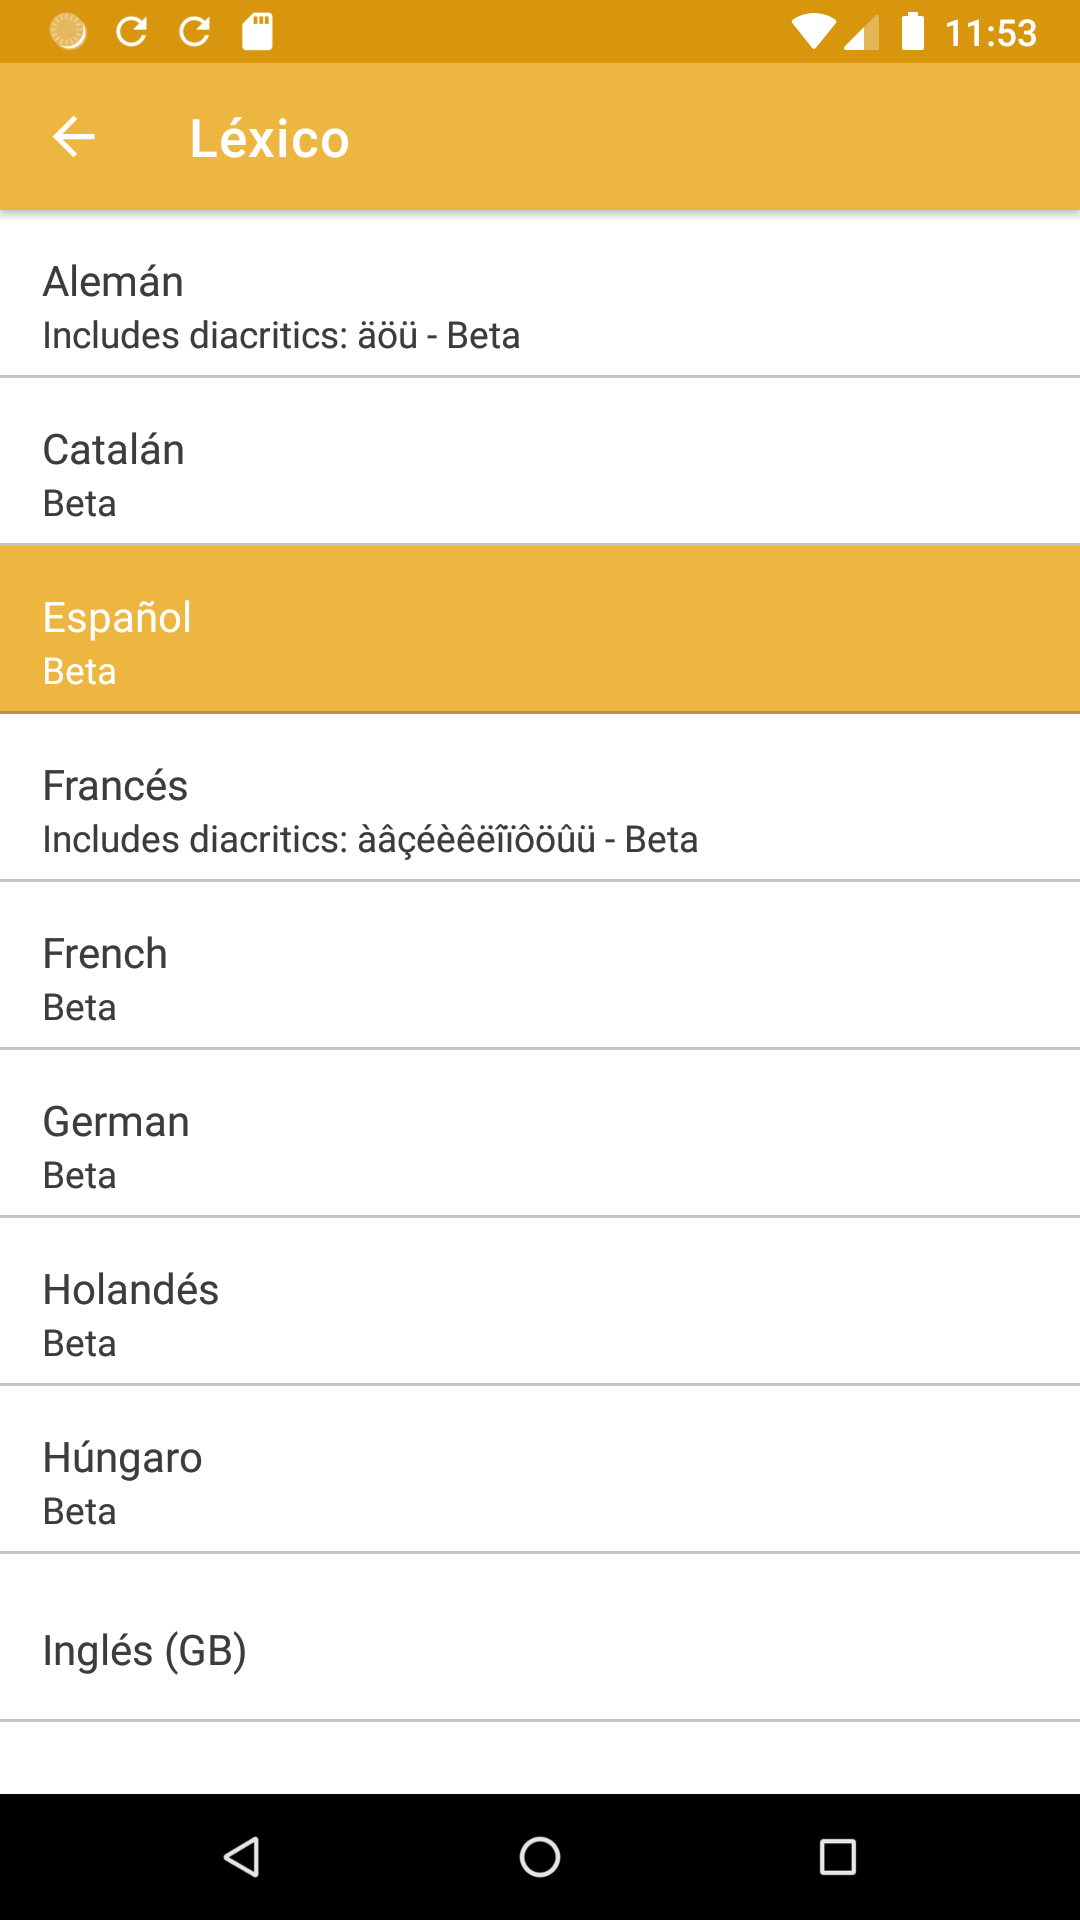 11:53
Léxico
Alemán
Includes diacritics: äöü - Beta
Catalán
Beta
Español
Beta
Francés
Includes diacritics: àâçéèêëîïôöûü - Beta
French
Beta
German
Beta
Holandés
Beta
Húngaro
Beta
Inglés (GB)